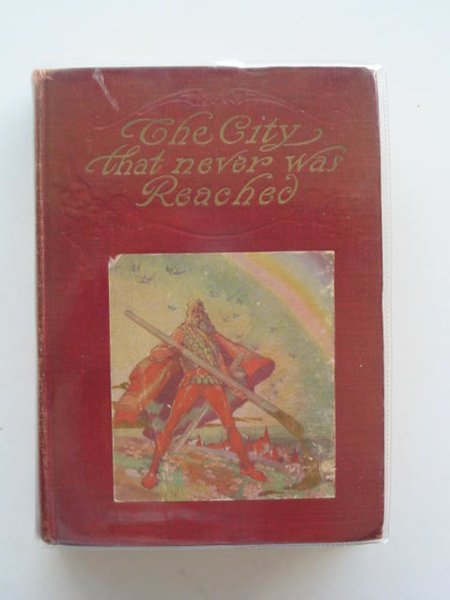 The City
that never was
Reached